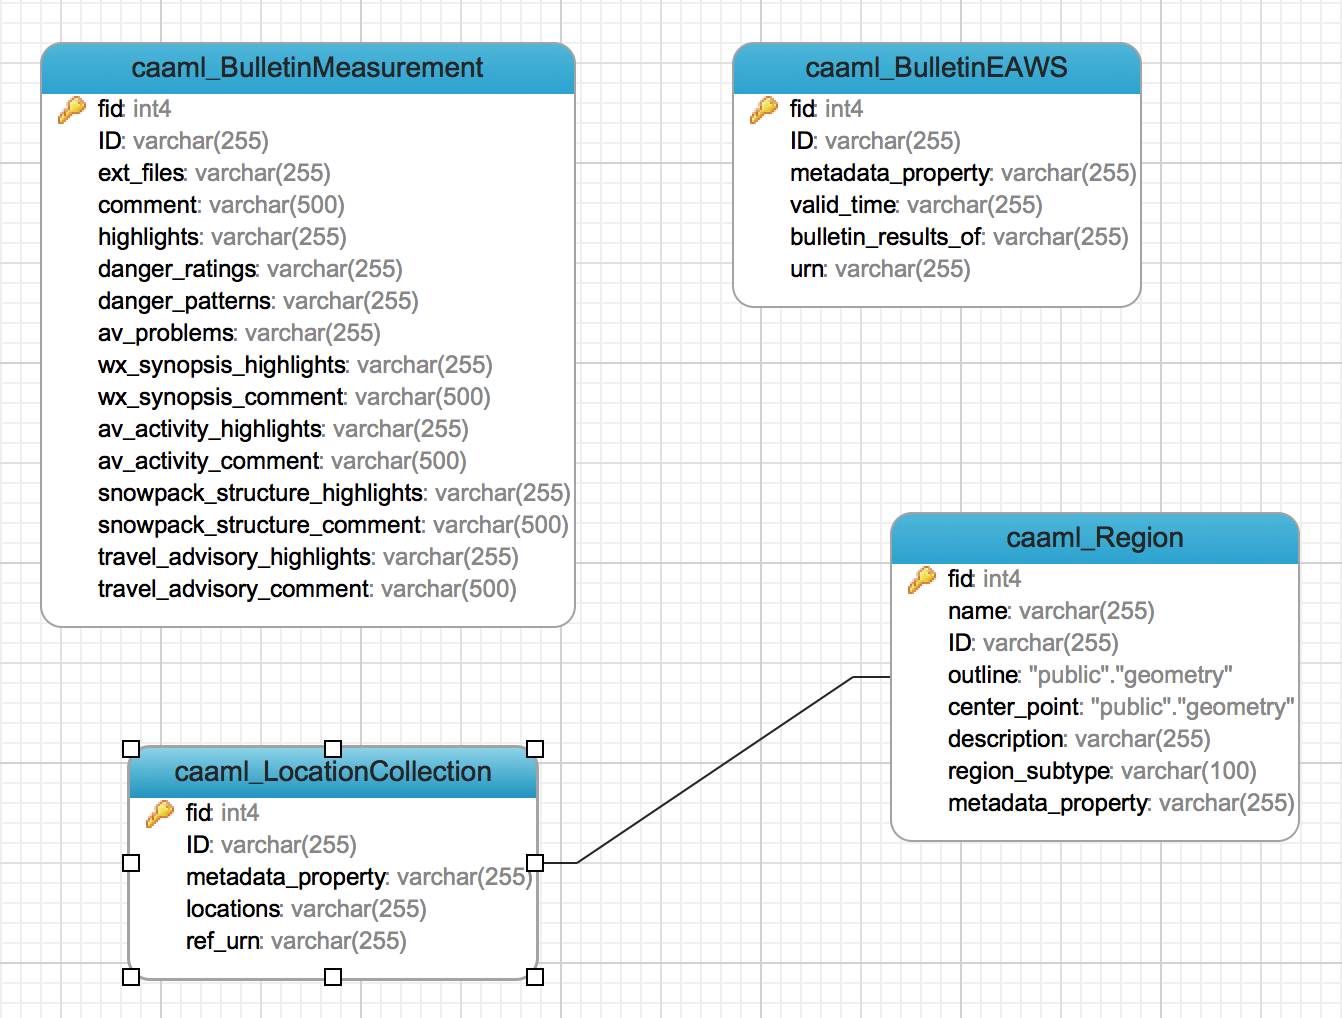 caaml_BulletinMeasurement
fid: int4
ID: varchar(255)
ext_files: varchar(255)
comment: varchar(500)
highlights: varchar(255)
danger_ratings: varchar(255)
danger_patterns: varchar(255)
av_problems: varchar(255)
wx_synopsis_highlights: varchar(255)
wx_synopsis_comment: varchar(500)
av_activity_highlights: varchar(255)
av_activity_comment: varchar(500)
snowpack_structure_highlights: varchar(255)
snowpack_structure_comment: varchar(500)
travel_advisory_highlights: varchar(255)
travel_advisory_comment: varchar(500)
caaml_BulletinEAWS
fid: int4
ID: varchar(255)
metadata_property: varchar(255)
valid_time: varchar(255)
bulletin_results_of: varchar(255)
urn: varchar(255)
caaml_Region
fid: int4
name: varchar(255)
ID: varchar(255)
outline: "public"."geometry"
center_point: "public"."geometry"
description: varchar(255)
region_subtype: varchar(100)
metadata_property: varchar(255)
caaml_LocationCollection
fid: int4
ID: varchar(255)
metadata_property: varchar(255)
locations: varchar(255)
ref_urn: varchar(255)